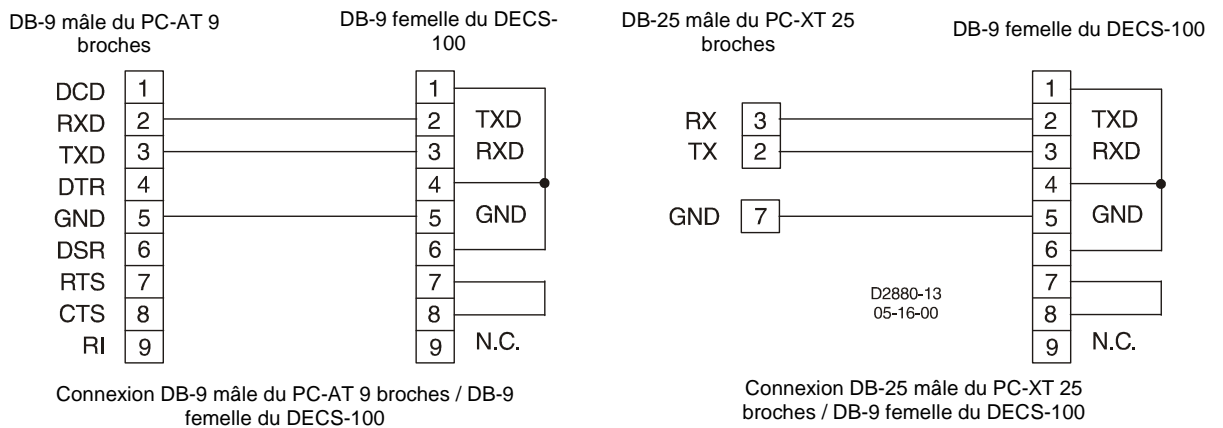 DB-9 mâle du PC-AT 9
broches
DB-9 femelle du DECS-
100
DCD 1
RXD 2
TXD 3
DTR 4
GND 5
DSR 6
RTS 7
CTS 8
RI 9
1
2 TXD
3 RXD
4
5 GND
6
7
8
9 N.C.
Connexion DB-9 mâle du PC-AT 9 broches / DB-9
femelle du DECS-100
DB-25 mâle du PC-XT 25
broches
DB-9 femelle du DECS-100
RX 3
TX 2
GND 7
1
2 TXD
3 RXD
4
5 GND
6
7
8
9 N.C.
D2880-13
05-16-00
Connexion DB-25 mâle du PC-XT 25
broches / DB-9 femelle du DECS-100